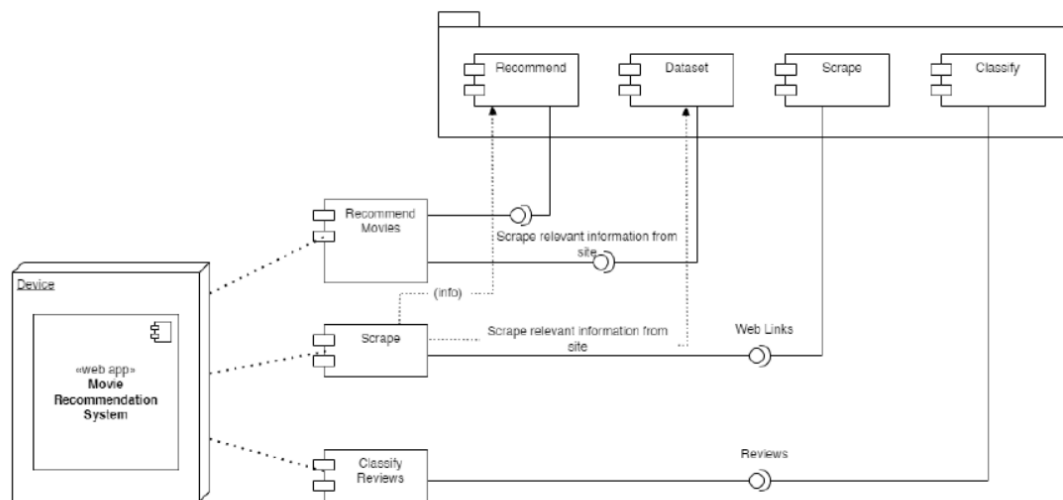 Recommend
Dataset
Scrape
Classify
Recommend
Movies
Scrape relevant information from
site
Device
(info)
Scrape
Scrape relevant information from
site
Web Links
«web app»
Movie
Recommendation
System
Classify
Reviews
Reviews